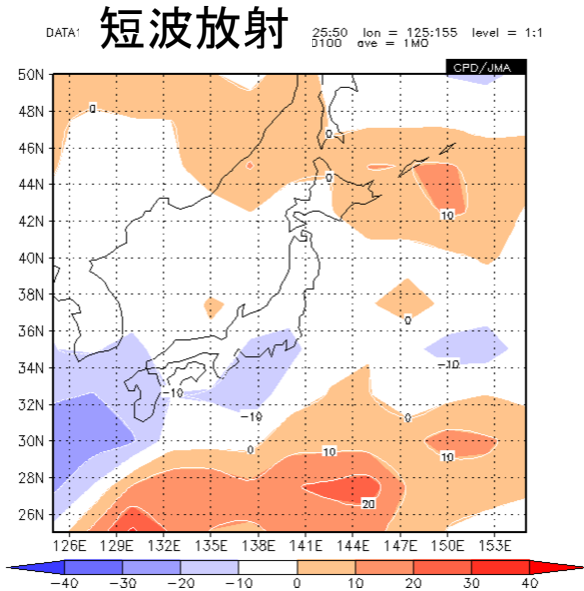 DATA1 短波放射 25:50 lon = 125:155 level = 1:1
0100 ave = 1MO
CPD/JMA
50N
0
48N
0
46N
0
44N
10
42N
40N
38N
0
36N
-10
34N
-10
32N
-10
0
30N
0
10
10
28N
20
26N
126E 129E 132E 135E 138E 141E 144E 147E 150E 153E
-40 -30 -20 -10 0 10 20 30 40